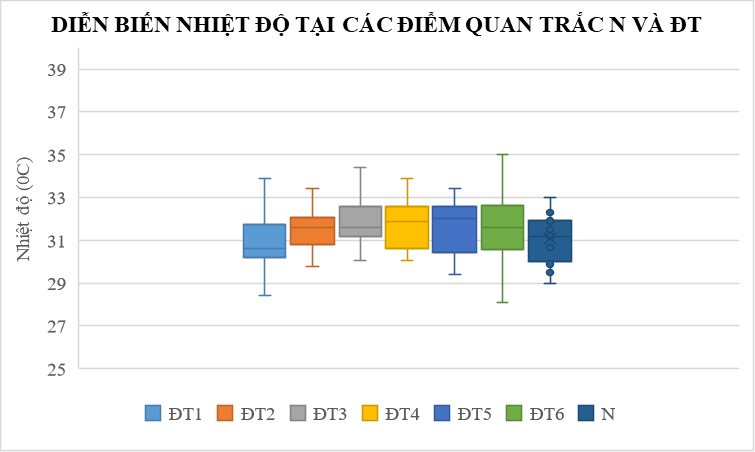 DIỄN BIẾN NHIỆT ĐỘ TẠI CÁC ĐIỂM QUAN TRẮC N VÀ ĐT
Nhiệt độ (0C)
39
37
35
33
31
29
27
25
ĐT1 ĐT2 ĐT3 ĐT4 ĐT5 ĐT6 N